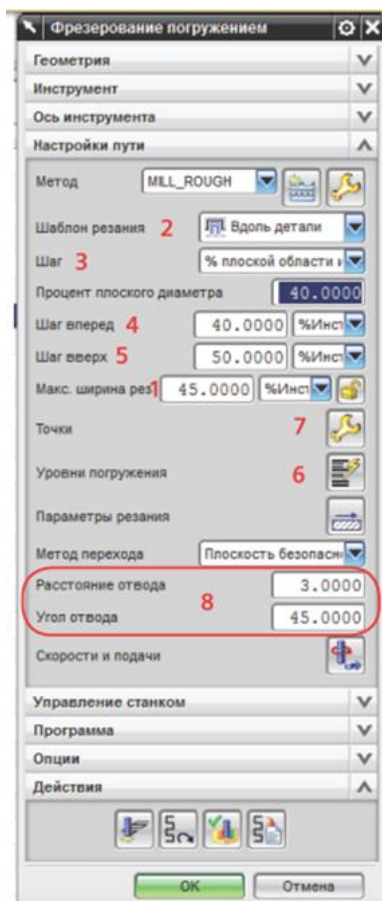 Фрезерование погружением
Геометрия
Инструмент
Ось инструмента
Настройки пути
Метод MILL_ROUGH
Шаблон резания 2 Вдоль детали
Шаг 3 % плоской области и
Процент плоского диаметра 40.0000
Шаг вперед 4 40.0000 %Инст
Шаг вверх 5 50.0000 %Инст
Макс. ширина рез 1 45.0000 %Инст
Точки 7
Уровни погружения 6
Параметры резания
Метод перехода Плоскость безопасн
Расстояние отвода 3.0000
8
Угол отвода 45.0000
Скорости и подачи
Управление станком
Программа
Опции
Действия
OK Отмена